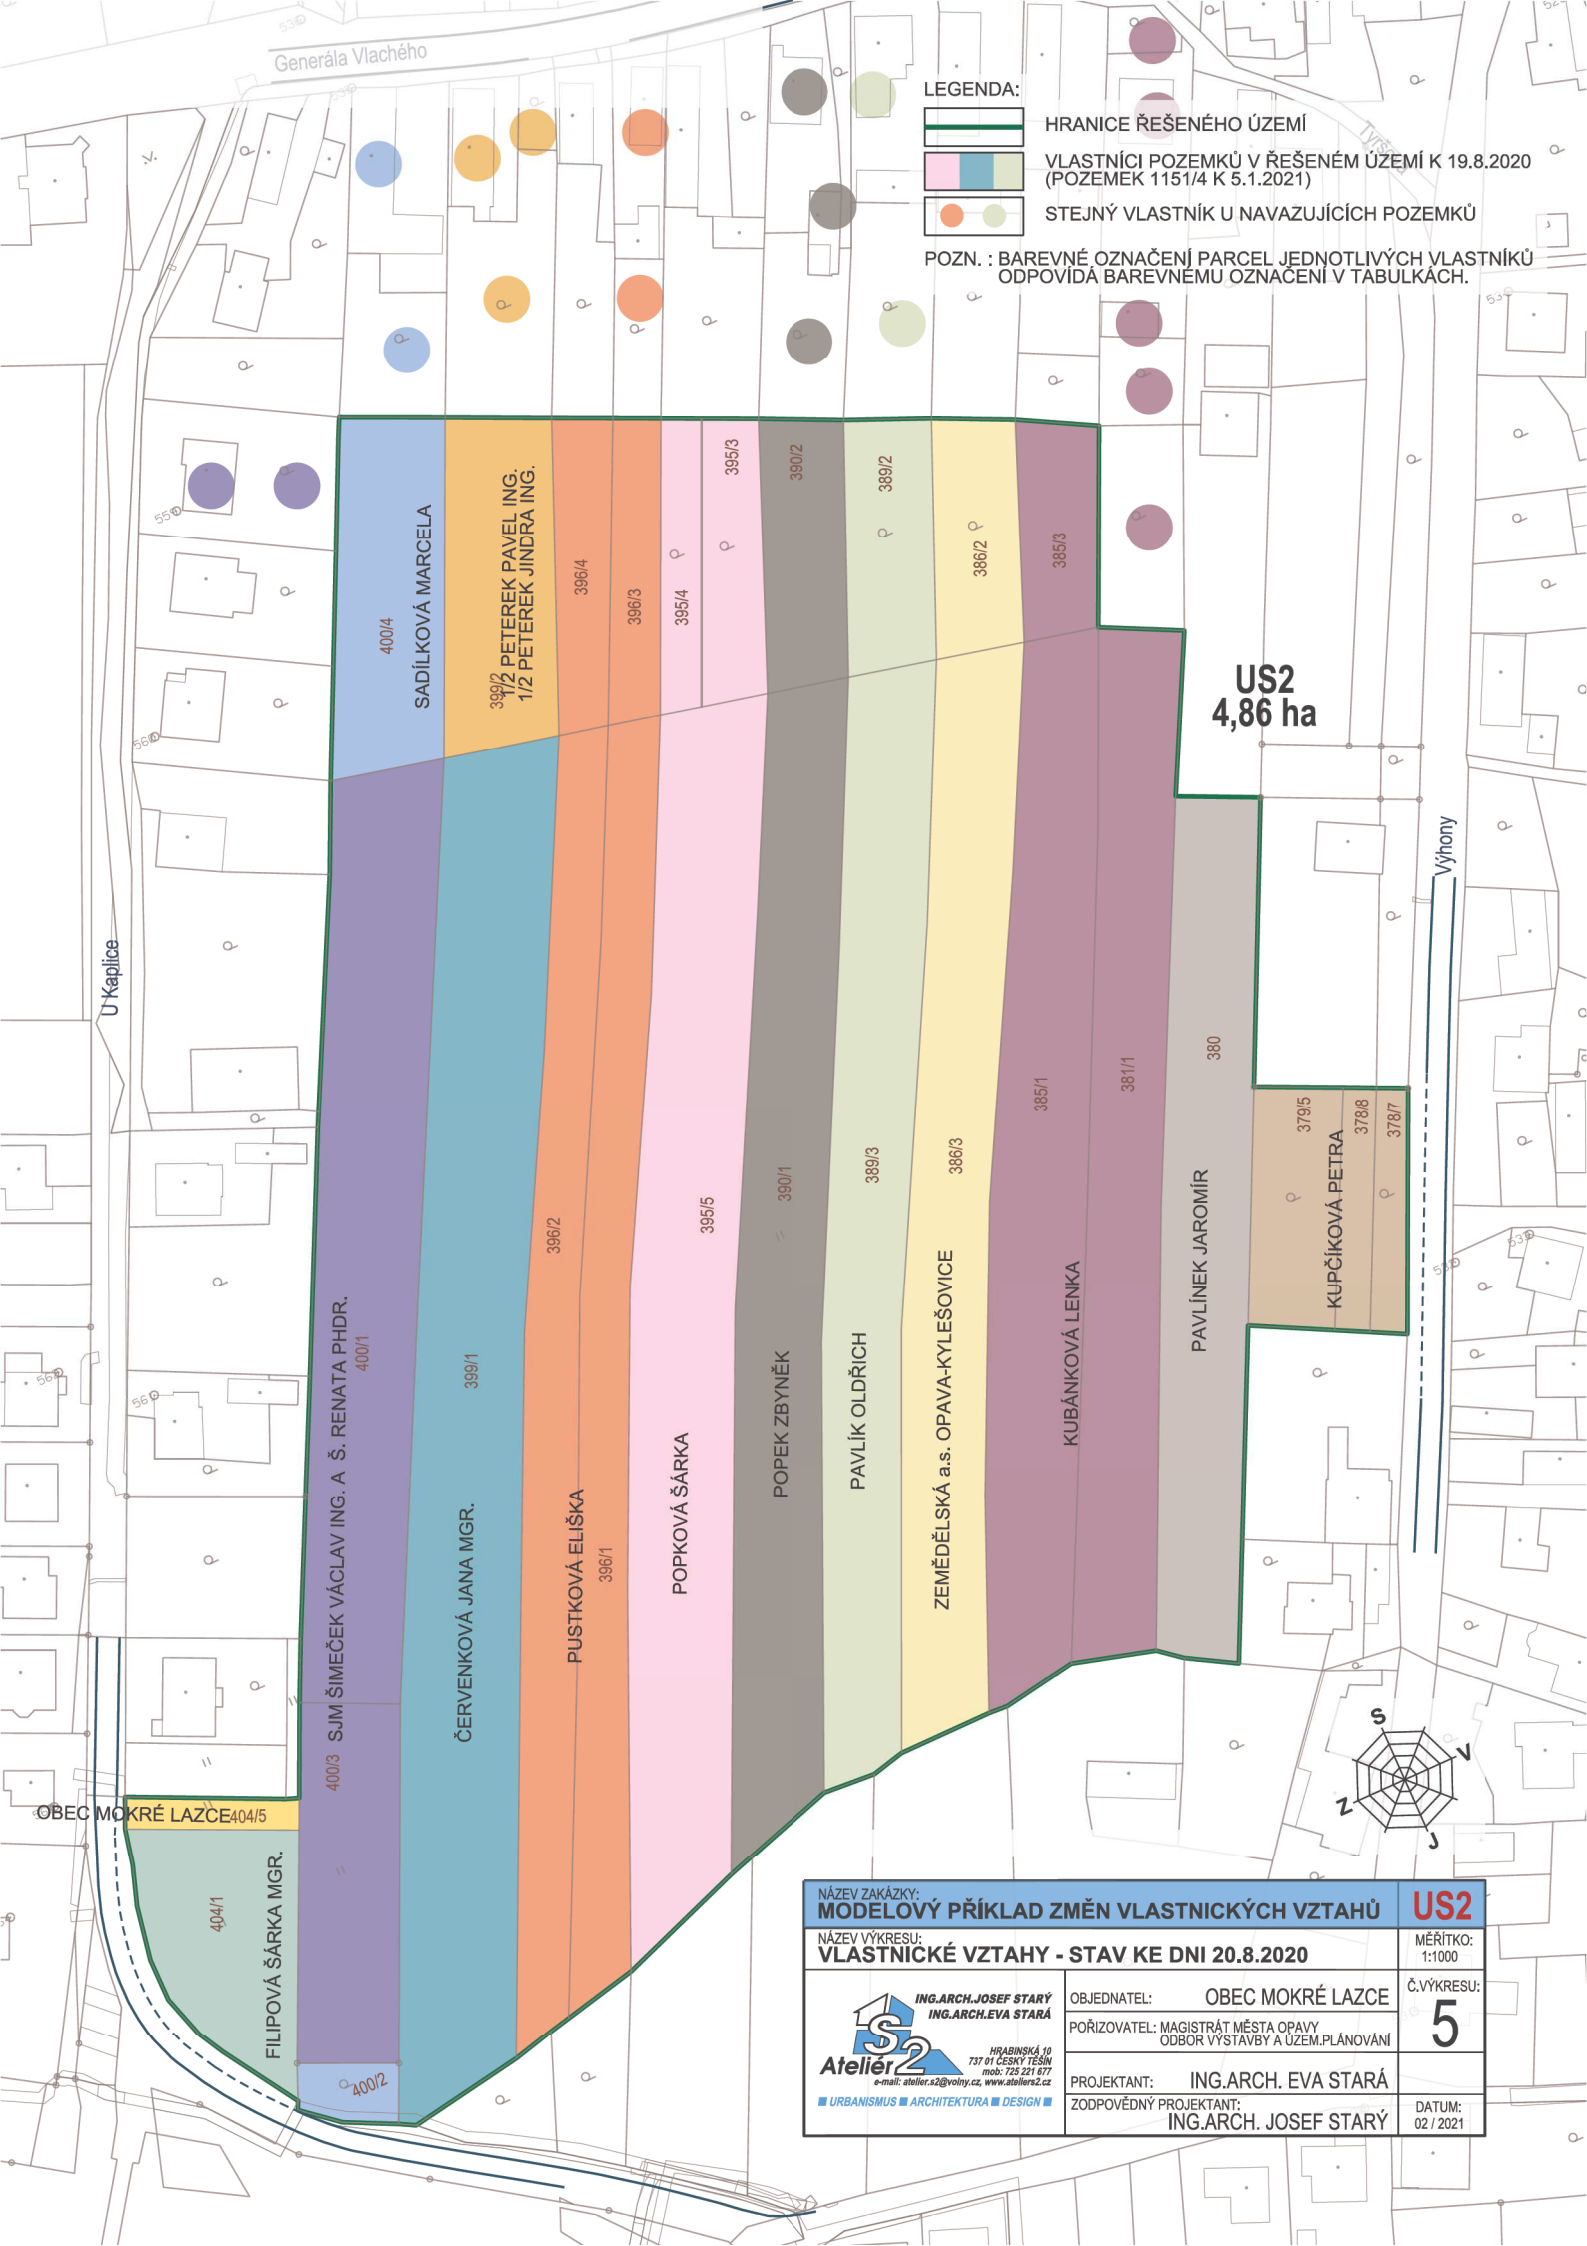 Generála Vlachého
Tyršova
LEGENDA:
HRANICE ŘEŠENÉHO ÚZEMÍ
VLASTNÍCI POZEMKŮ V ŘEŠENÉM ÚZEMÍ K 19.8.2020
(POZEMEK 1151/4 K 5.1.2021)
STEJNÝ VLASTNÍK U NAVAZUJÍCÍCH POZEMKŮ
POZN. : BAREVNÉ OZNAČENÍ PARCEL JEDNOTLIVÝCH VLASTNÍKŮ
ODPOVÍDÁ BAREVNÉMU OZNAČENÍ V TABULKÁCH.
400/4
SADÍLKOVÁ MARCELA
399/2
1/2 PETEREK PAVEL ING.
1/2 PETEREK JINDRA ING.
396/4
396/3
395/4
395/3
390/2
389/2
386/2
385/3
US2
4,86 ha
559
560
561
U Kaplice
Výhony
SJM ŠIMEČEK VÁCLAV ING. A Š. RENATA PHDR.
400/1
400/3
399/1
ČERVENKOVÁ JANA MGR.
396/2
PUSTKOVÁ ELIŠKA
396/1
395/5
POPKOVÁ ŠÁRKA
390/1
POPEK ZBYNĚK
389/3
PAVLÍK OLDŘICH
386/3
ZEMĚDĚLSKÁ a.s. OPAVA-KYLEŠOVICE
385/1
381/1
KUBÁNKOVÁ LENKA
380
PAVLÍNEK JAROMÍR
379/5
378/8
378/7
KUPČÍKOVÁ PETRA
OBEC MOKRÉ LAZCE 404/5
404/1
FILIPOVÁ ŠÁRKA MGR.
400/2
S
V
Z
J
NÁZEV ZAKÁZKY:
MODELOVÝ PŘÍKLAD ZMĚN VLASTNICKÝCH VZTAHŮ
US2
NÁZEV VÝKRESU:
VLASTNICKÉ VZTAHY - STAV KE DNI 20.8.2020
MĚŘÍTKO:
1:1000
ING.ARCH.JOSEF STARÝ
ING.ARCH.EVA STARÁ
S2
Ateliér
HRABINSKÁ 10
737 01 ČESKÝ TĚŠÍN
mob: 725 221 677
e-mail: atelier.s2@volny.cz, www.ateliers2.cz
URBANISMUS ARCHITEKTURA DESIGN
OBJEDNATEL: OBEC MOKRÉ LAZCE
POŘIZOVATEL: MAGISTRÁT MĚSTA OPAVY
ODBOR VÝSTAVBY A ÚZEM.PLÁNOVÁNÍ
PROJEKTANT: ING.ARCH. EVA STARÁ
ZODPOVĚDNÝ PROJEKTANT:
ING.ARCH. JOSEF STARÝ
Č.VÝKRESU:
5
DATUM:
02 / 2021